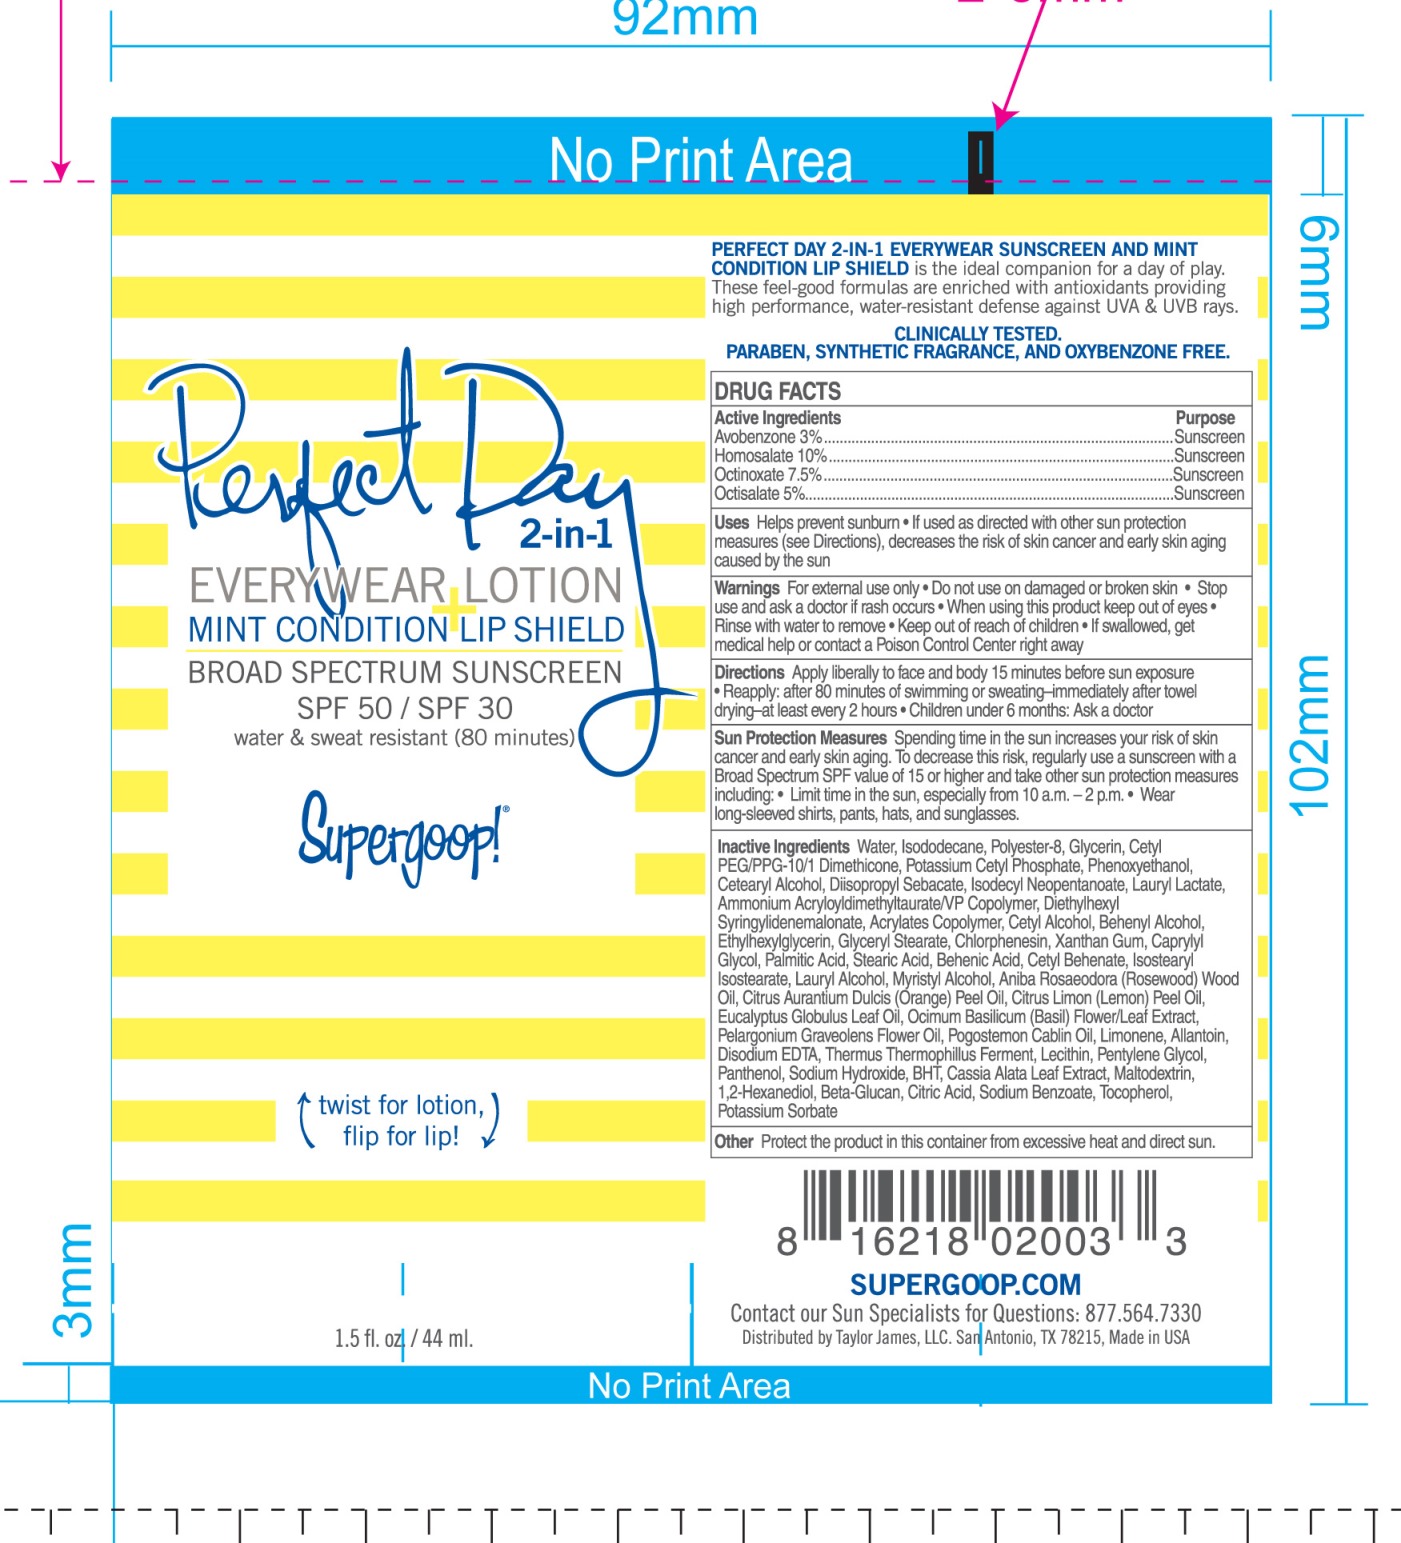 92mm
No Print Area
6mm
PERFECT DAY 2-IN-1 EVERYWEAR SUNSCREEN AND MINT
CONDITION LIP SHIELD is the ideal companion for a day of play.
These feel-good formulas are enriched with antioxidants providing
high performance, water-resistant defense against UVA & UVB rays.
CLINICALLY TESTED.
PARABEN, SYNTHETIC FRAGRANCE, AND OXYBENZONE FREE.
Perfect Day
2-in-1
EVERYWEAR LOTION
+
MINT CONDITION LIP SHIELD
BROAD SPECTRUM SUNSCREEN
SPF 50 / SPF 30
water & sweat resistant (80 minutes)
Supergoop!®
twist for lotion,
flip for lip!
1.5 fl. oz. / 44 ml.
DRUG FACTS
Active Ingredients Purpose
Avobenzone 3%.....Sunscreen
Homosalate 10%.....Sunscreen
Octinoxate 7.5%.....Sunscreen
Octisalate 5%.....Sunscreen
Uses Helps prevent sunburn • If used as directed with other sun protection
measures (see Directions), decreases the risk of skin cancer and early skin aging
caused by the sun
Warnings For external use only • Do not use on damaged or broken skin • Stop
use and ask a doctor if rash occurs • When using this product keep out of eyes •
Rinse with water to remove • Keep out of reach of children • If swallowed, get
medical help or contact a Poison Control Center right away
Directions Apply liberally to face and body 15 minutes before sun exposure
• Reapply: after 80 minutes of swimming or sweating–immediately after towel
drying–at least every 2 hours • Children under 6 months: Ask a doctor
Sun Protection Measures Spending time in the sun increases your risk of skin
cancer and early skin aging. To decrease this risk, regularly use a sunscreen with a
Broad Spectrum SPF value of 15 or higher and take other sun protection measures
including: • Limit time in the sun, especially from 10 a.m. – 2 p.m. • Wear
long-sleeved shirts, pants, hats, and sunglasses.
Inactive Ingredients Water, Isododecane, Polyester-8, Glycerin, Cetyl
PEG/PPG-10/1 Dimethicone, Potassium Cetyl Phosphate, Phenoxyethanol,
Cetearyl Alcohol, Diisopropyl Sebacate, Isodecyl Neopentanoate, Lauryl Lactate,
Ammonium Acryloyldimethyltaurate/VP Copolymer, Diethylhexyl
Syringylidenemalonate, Acrylates Copolymer, Cetyl Alcohol, Behenyl Alcohol,
Ethylhexylglycerin, Glyceryl Stearate, Chlorphenesin, Xanthan Gum, Caprylyl
Glycol, Palmitic Acid, Stearic Acid, Behenic Acid, Cetyl Behenate, Isostearyl
Isostearate, Lauryl Alcohol, Myristyl Alcohol, Aniba Rosaeodora (Rosewood) Wood
Oil, Citrus Aurantium Dulcis (Orange) Peel Oil, Citrus Limon (Lemon) Peel Oil,
Eucalyptus Globulus Leaf Oil, Ocimum Basilicum (Basil) Flower/Leaf Extract,
Pelargonium Graveolens Flower Oil, Pogostemon Cablin Oil, Limonene, Allantoin,
Disodium EDTA, Thermus Thermophillus Ferment, Lecithin, Pentylene Glycol,
Panthenol, Sodium Hydroxide, BHT, Cassia Alata Leaf Extract, Maltodextrin,
1,2-Hexanediol, Beta-Glucan, Citric Acid, Sodium Benzoate, Tocopherol,
Potassium Sorbate
Other Protect the product in this container from excessive heat and direct sun.
8 16218 02003 3
SUPERGOOP.COM
Contact our Sun Specialists for Questions: 877.564.7330
Distributed by Taylor James, LLC. San Antonio, TX 78215, Made in USA
102mm
3mm
No Print Area